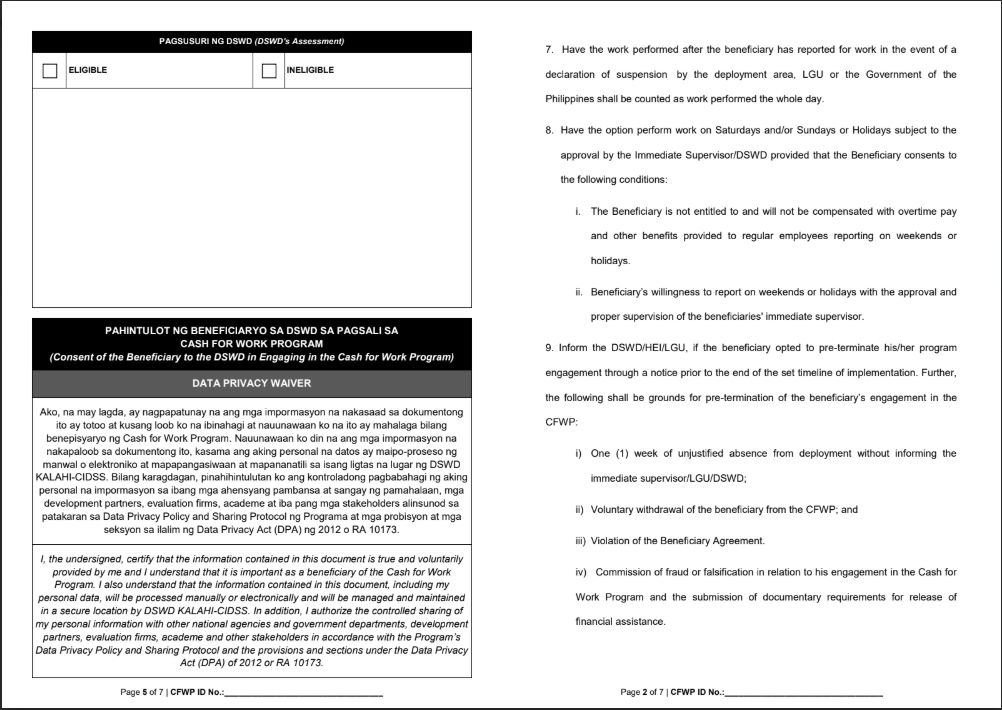 PAGSUSURI NG DSWD (DSWD's Assessment)
ELIGIBLE
INELIGIBLE
PAHINTULOT NG BENEFICIARYO SA DSWD SA PAGSALI SA
CASH FOR WORK PROGRAM
(Consent of the Beneficiary to the DSWD in Engaging in the Cash for Work Program)
DATA PRIVACY WAIVER
Ako, na may lagda, ay nagpapatunay na ang mga impormasyon na nakasaad sa dokumentong
ito ay totoo at kusang loob ko na ibinahagi at nauunawaan ko na ito ay mahalaga bilang
benepisyaryo ng Cash for Work Program. Nauunawaan ko din na ang mga impormasyon na
nakapaloob sa dokumentong ito, kasama ang aking personal na datos ay maipo-proseso ng
manwal o elektroniko at mapapangasiwaan at mapananatili sa isang ligtas na lugar ng DSWD
KALAHI-CIDSS. Bilang karagdagan, pinahihintulutan ko ang kontroladong pagbabahagi ng aking
personal na impormasyon sa ibang mga ahensyang pambansa at sangay ng pamahalaan, mga
development partners, evaluation firms, academe at iba pang mga stakeholders alinsunod sa
patakaran sa Data Privacy Policy and Sharing Protocol ng Programa at mga probisyon at mga
seksyon sa ilalim ng Data Privacy Act (DPA) ng 2012 o RA 10173.
I, the undersigned, certify that the information contained in this document is true and voluntarily
provided by me and I understand that it is important as a beneficiary of the Cash for Work
Program. I also understand that the information contained in this document, including my
personal data, will be processed manually or electronically and will be managed and maintained
in a secure location by DSWD KALAHI-CIDSS. In addition, I authorize the controlled sharing of
my personal information with other national agencies and government departments, development
partners, evaluation firms, academe and other stakeholders in accordance with the Program's
Data Privacy Policy and Sharing Protocol and the provisions and sections under the Data Privacy
Act (DPA) of 2012 or RA 10173.
Page 5 of 7 | CFWP ID No.:________________________________
7. Have the work performed after the beneficiary has reported for work in the event of a
declaration of suspension by the deployment area, LGU or the Government of the
Philippines shall be counted as work performed the whole day.
8. Have the option perform work on Saturdays and/or Sundays or Holidays subject to the
approval by the Immediate Supervisor/DSWD provided that the Beneficiary consents to
the following conditions:
i. The Beneficiary is not entitled to and will not be compensated with overtime pay
and other benefits provided to regular employees reporting on weekends or
holidays.
ii. Beneficiary's willingness to report on weekends or holidays with the approval and
proper supervision of the beneficiaries' immediate supervisor.
9. Inform the DSWD/HEI/LGU, if the beneficiary opted to pre-terminate his/her program
engagement through a notice prior to the end of the set timeline of implementation. Further,
the following shall be grounds for pre-termination of the beneficiary's engagement in the
CFWP:
i) One (1) week of unjustified absence from deployment without informing the
immediate supervisor/LGU/DSWD;
ii) Voluntary withdrawal of the beneficiary from the CFWP; and
iii) Violation of the Beneficiary Agreement.
iv) Commission of fraud or falsification in relation to his engagement in the Cash for
Work Program and the submission of documentary requirements for release of
financial assistance.
Page 2 of 7 | CFWP ID No.:________________________________